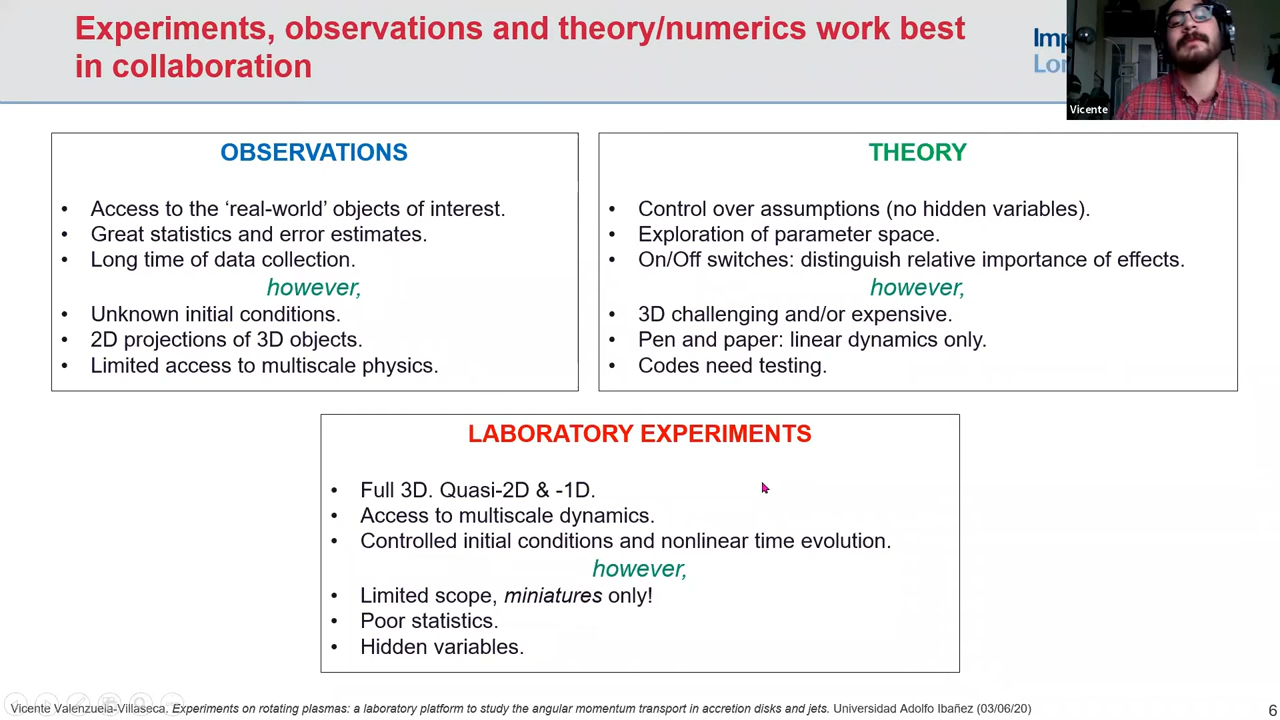 Experiments, observations and theory/numerics work best
in collaboration
Vicente
OBSERVATIONS
• Access to the ‘real-world’ objects of interest.
• Great statistics and error estimates.
• Long time of data collection.
however,
• Unknown initial conditions.
• 2D projections of 3D objects.
• Limited access to multiscale physics.
THEORY
• Control over assumptions (no hidden variables).
• Exploration of parameter space.
• On/Off switches: distinguish relative importance of effects.
however,
• 3D challenging and/or expensive.
• Pen and paper: linear dynamics only.
• Codes need testing.
LABORATORY EXPERIMENTS
• Full 3D. Quasi-2D & -1D.
• Access to multiscale dynamics.
• Controlled initial conditions and nonlinear time evolution.
however,
• Limited scope, miniatures only!
• Poor statistics.
• Hidden variables.
Vicente Valenzuela-Villaseca. Experiments on rotating plasmas: a laboratory platform to study the angular momentum transport in accretion disks and jets. Universidad Adolfo Ibañez (03/06/20)
6